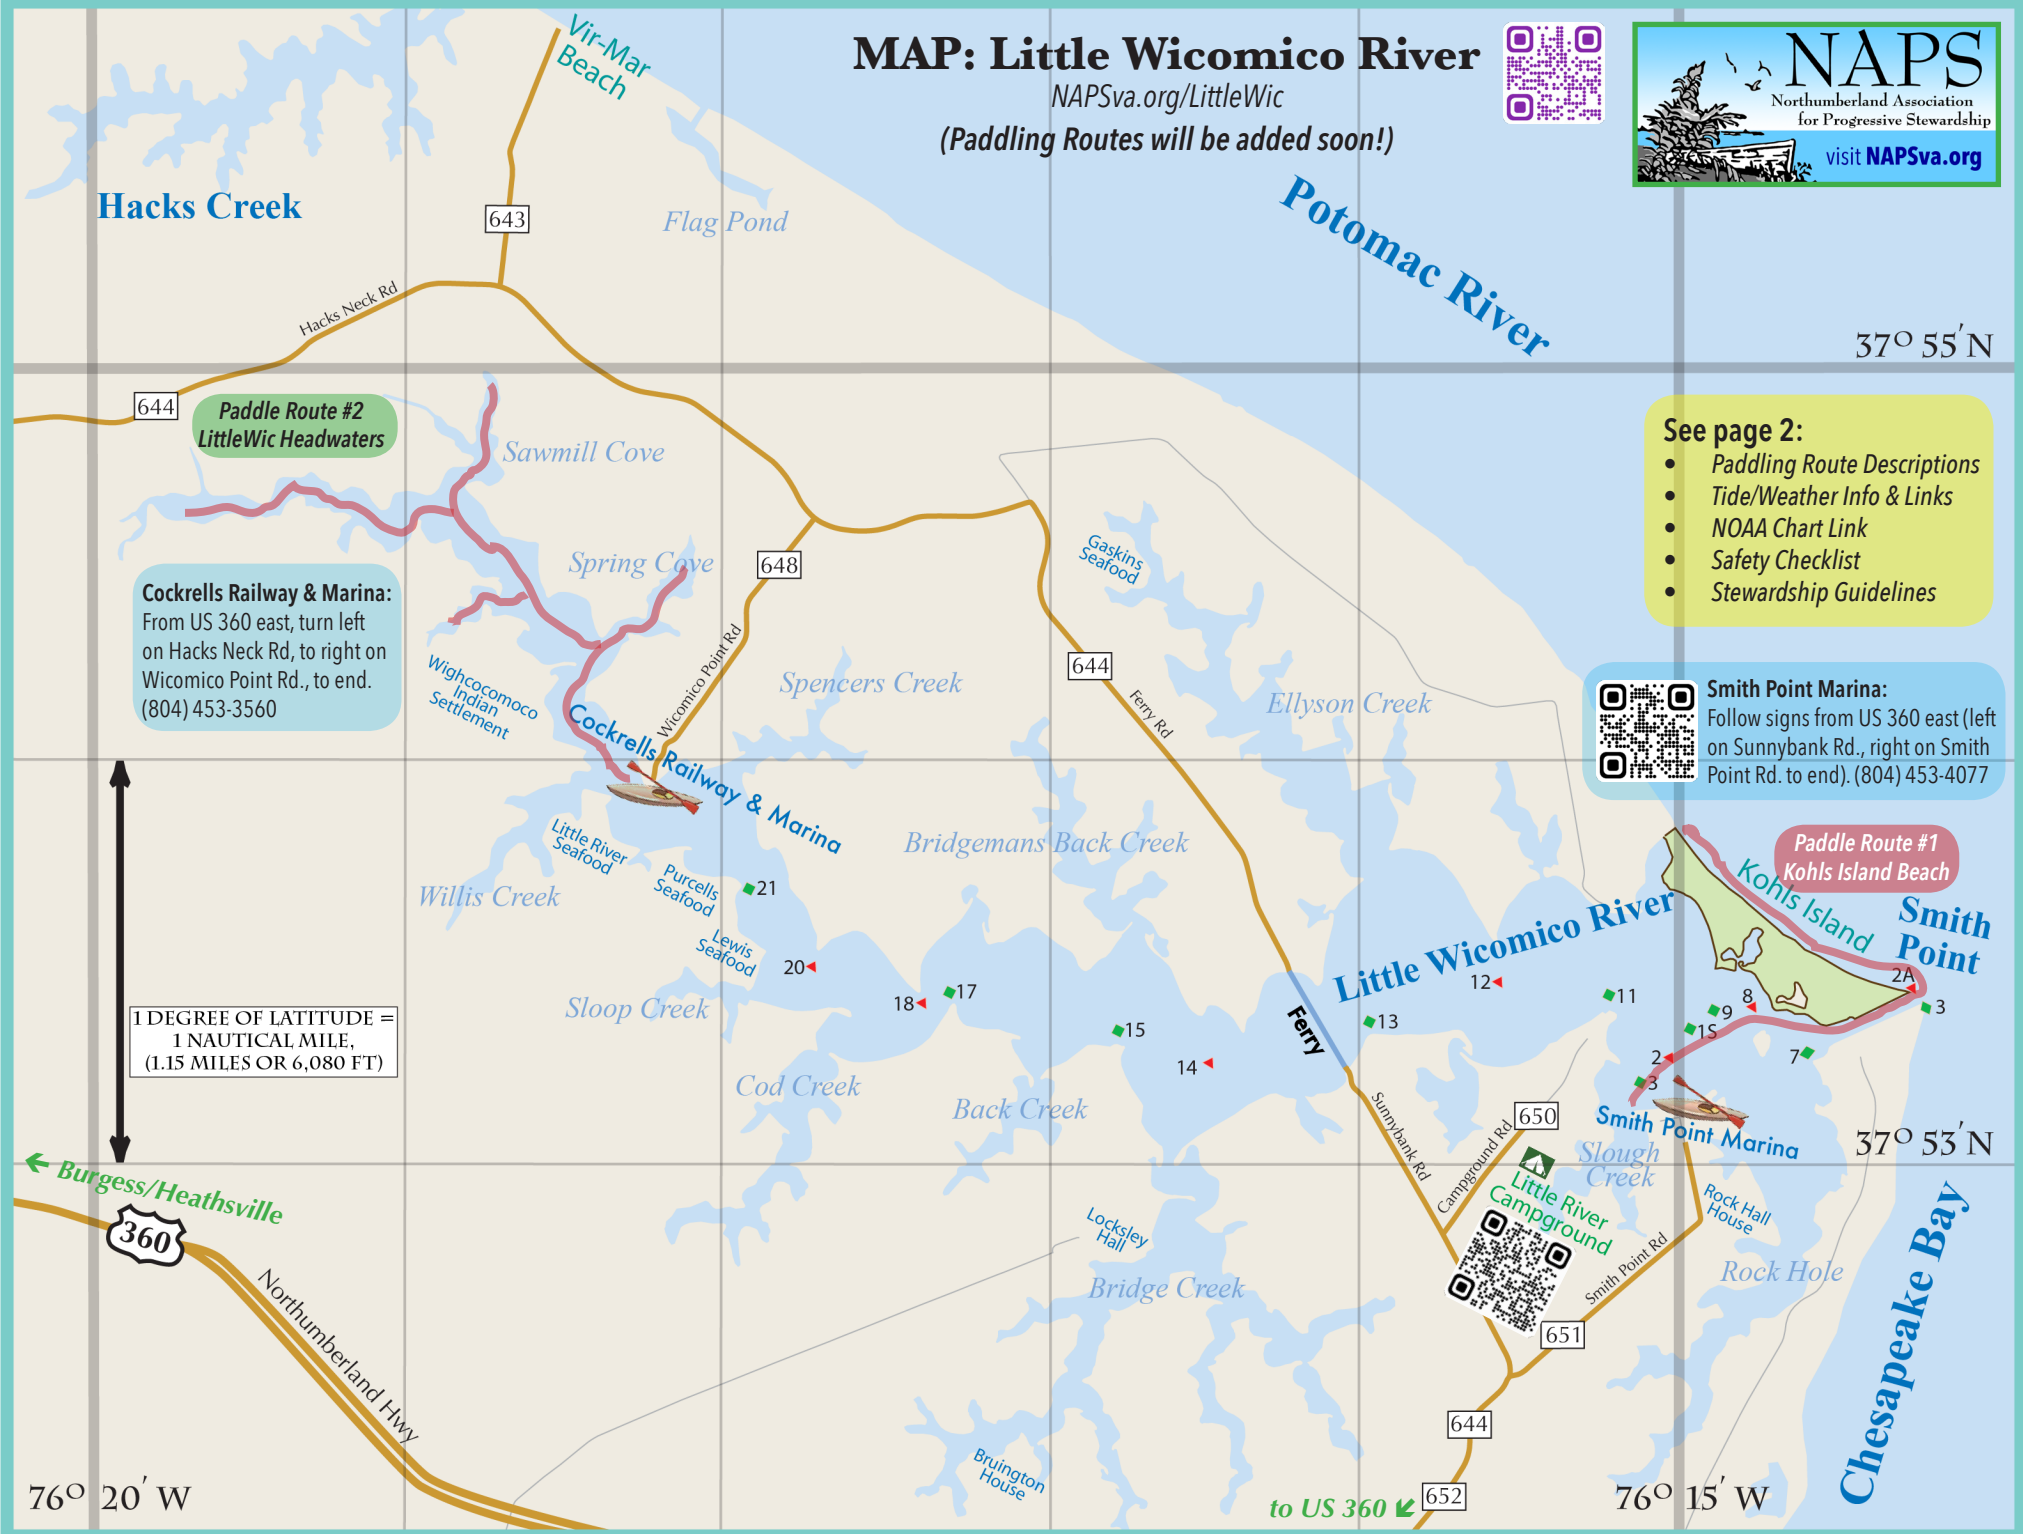 MAP: Little Wicomico River
NAPSva.org/LittleWic
(Paddling Routes will be added soon!)
NAPS
Northumberland Association
for Progressive Stewardship
visit NAPSva.org
Vir-Mar
Beach
Hacks Creek
643
Flag Pond
Potomac River
Hacks Neck Rd
37° 55' N
644
Paddle Route #2
LittleWic Headwaters
Sawmill Cove
See page 2:
• Paddling Route Descriptions
• Tide/Weather Info & Links
• NOAA Chart Link
• Safety Checklist
• Stewardship Guidelines
Spring Cove
648
Gaskins
Seafood
Cockrells Railway & Marina:
From US 360 east, turn left
on Hacks Neck Rd, to right on
Wicomico Point Rd., to end.
(804) 453-3560
Wighcocomoco
Indian
Settlement
Wicomico Point Rd
Spencers Creek
644
Ferry Rd
Ellyson Creek
Smith Point Marina:
Follow signs from US 360 east (left
on Sunnybank Rd., right on Smith
Point Rd. to end). (804) 453-4077
Cockrells Railway & Marina
Little River
Seafood
Bridgemans Back Creek
Paddle Route #1
Kohls Island Beach
Kohls Island
Willis Creek
Purcells
Seafood
21
Smith
Point
Little Wicomico River
Lewis
Seafood
20
18
17
12
11
2A
3
8
9
1S
Sloop Creek
15
13
Ferry
14
2
7
3
1 DEGREE OF LATITUDE =
1 NAUTICAL MILE,
(1.15 MILES OR 6,080 FT)
Cod Creek
Back Creek
Sunnybank Rd
Campground Rd
650
Smith Point Marina
37° 53' N
Slough
Creek
Burgess/Heathsville
Little River
Campground
Rock Hall
House
360
Locksley
Hall
Bridge Creek
Smith Point Rd
Rock Hole
Chesapeake Bay
Northumberland Hwy
651
644
Bruington
House
76° 20' W
to US 360
652
76° 15' W